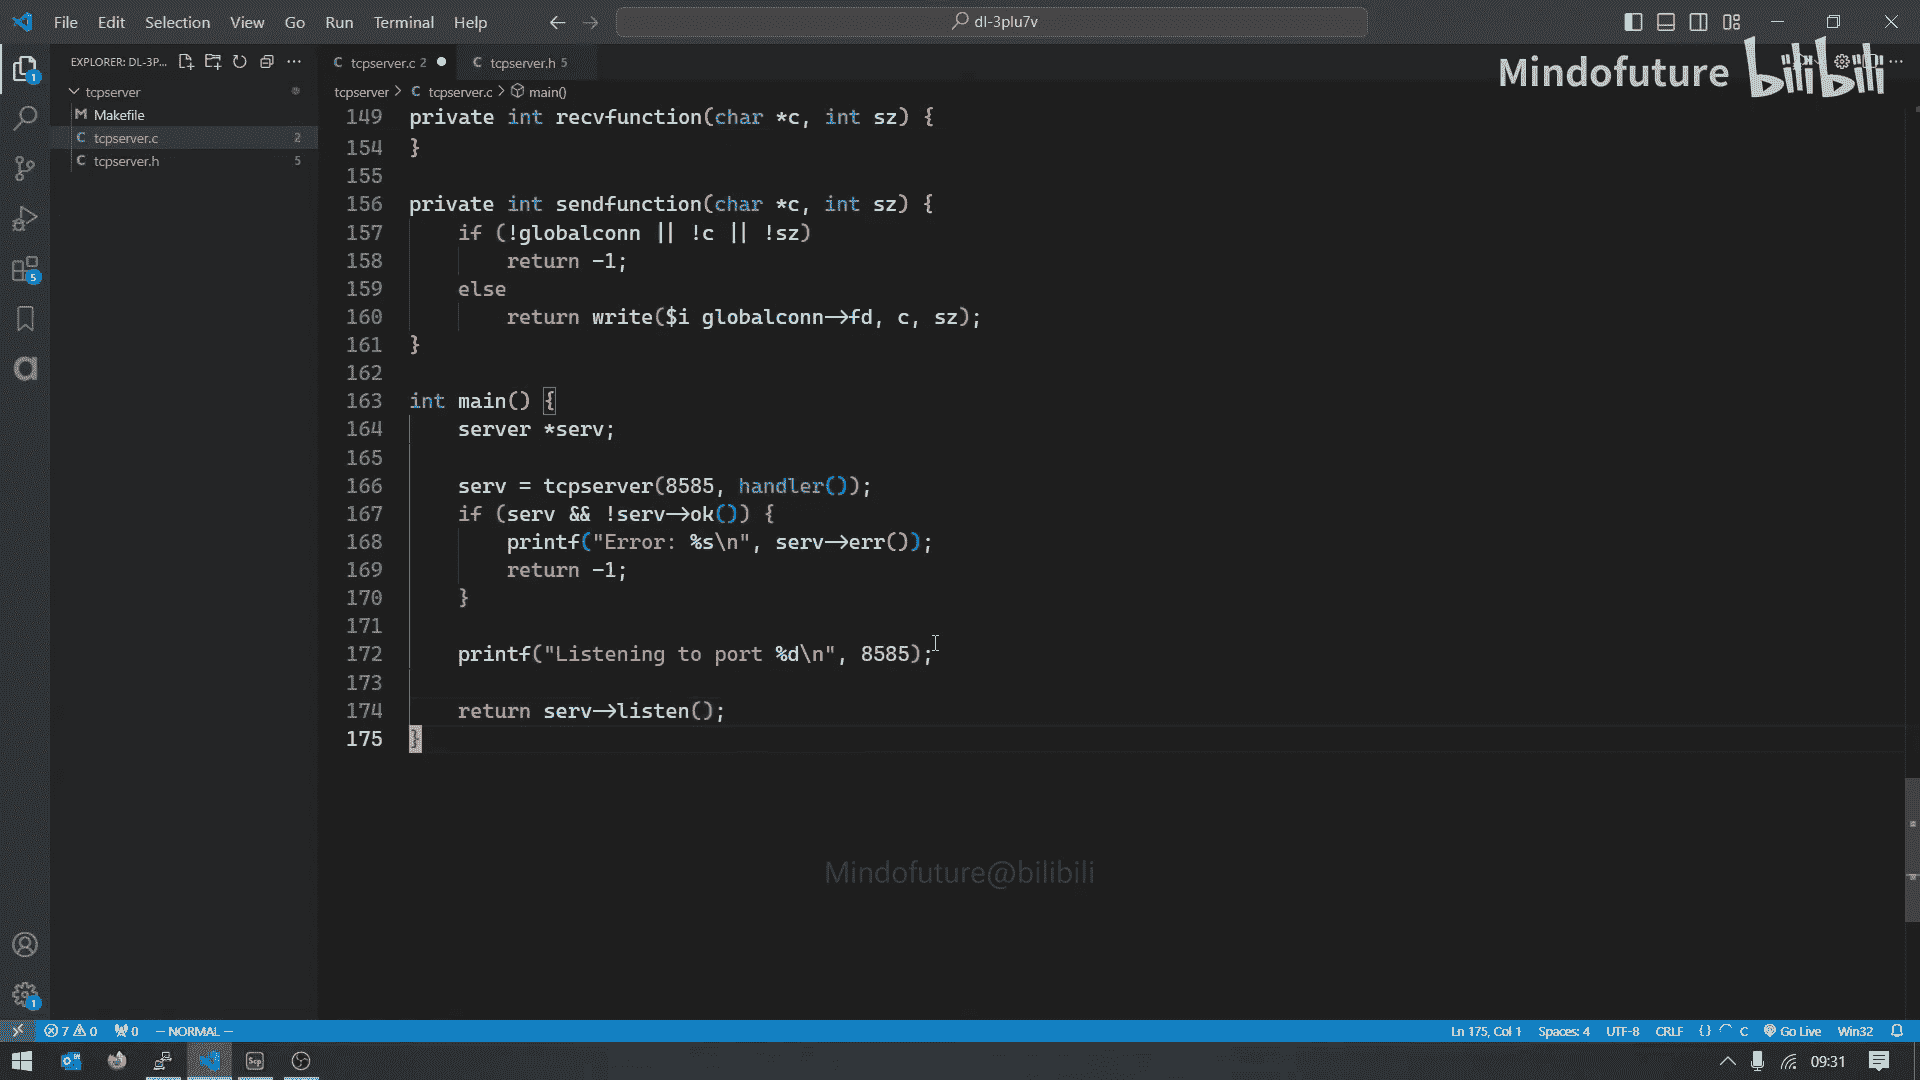 File Edit Selection View Go Run Terminal Help
dl-3plu7v
EXPLORER: DL-3P...
tcpserver.c 2
tcpserver.h 5
Mindofuture bilibili
tcpserver
tcpserver > C tcpserver.c > main()
M Makefile
C tcpserver.c 2
C tcpserver.h 5
1
5
149 private int recvfunction(char *c, int sz) {
154 }
155
156 private int sendfunction(char *c, int sz) {
157 if (!globalconn || !c || !sz)
158 return -1;
159 else
160 return write($i globalconn->fd, c, sz);
161 }
162
163 int main() {
164 server *serv;
165
166 serv = tcpserver(8585, handler());
167 if (serv && !serv->ok()) {
168 printf("Error: %s\n", serv->err());
169 return -1;
170 }
171
172 printf("Listening to port %d\n", 8585);
173
174 return serv->listen();
175 }
Mindofuture@bilibili
1
7 0 0 -- NORMAL --
Ln 175, Col 1 Spaces: 4 UTF-8 CRLF {} C Go Live Win32
09:31